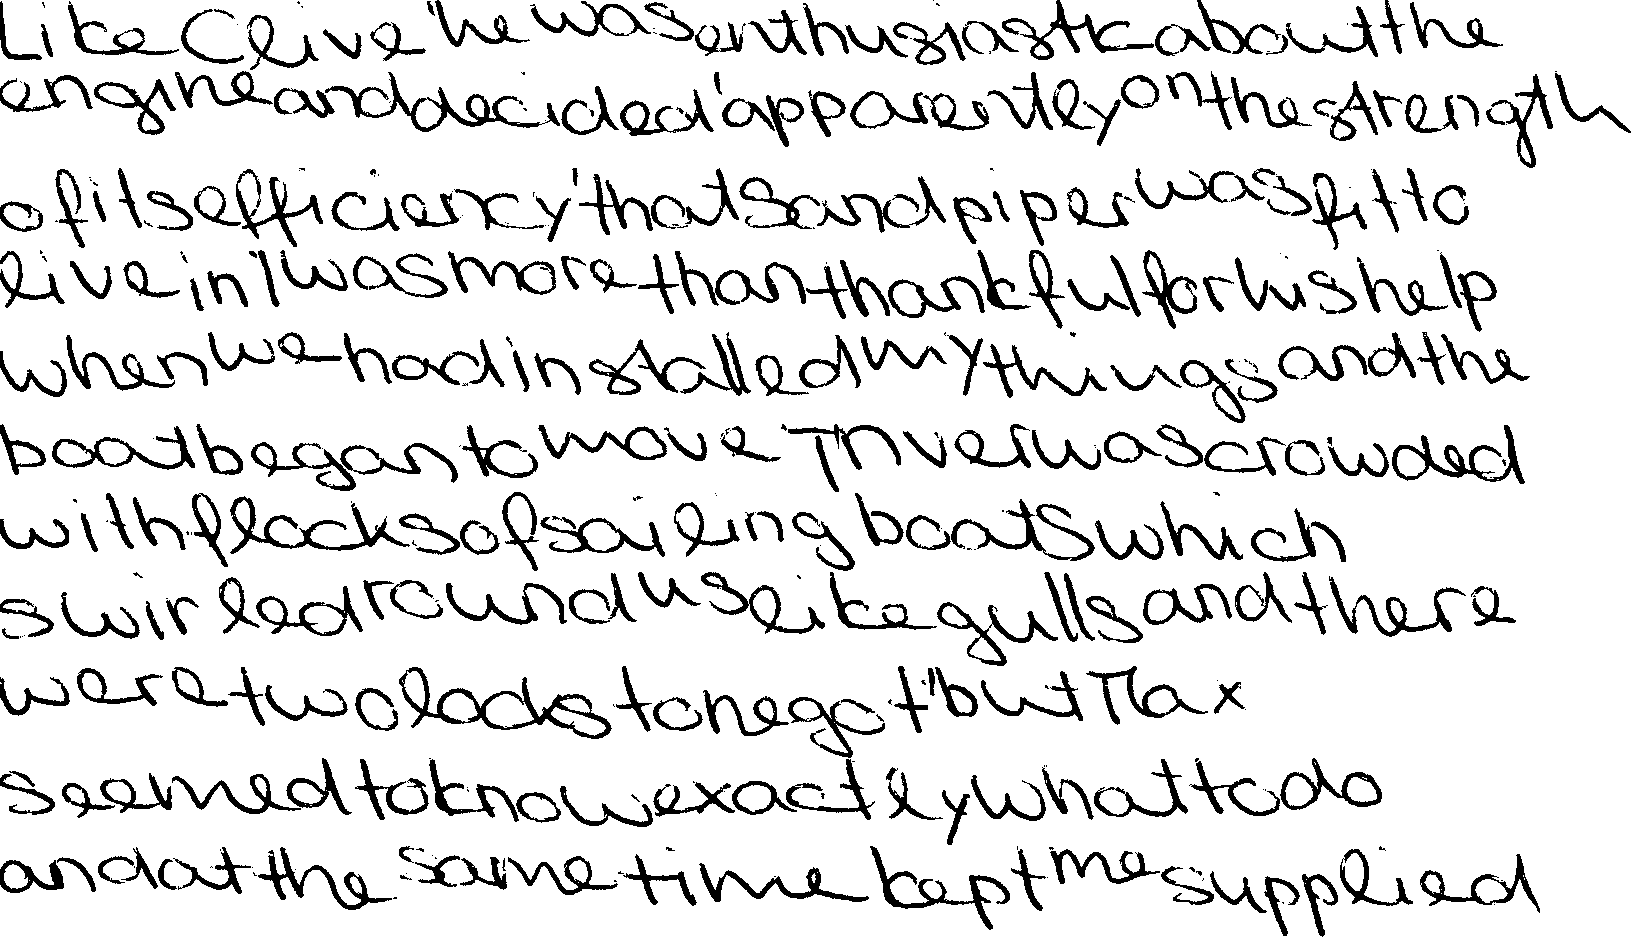 Like Clive 'he was enthusiastic about the
engine and decided 'apparently on the strength
of its efficiency 'that Sandpiper was fit to
live in 'I was more than thankful for his help
when we had installed my things and the
boat began to move river was crowded
with flocks of sailing boats which
swirled round us like gulls and there
were two locks to negot" but Max
seemed to know exactly what to do
and at the same time kept me supplied